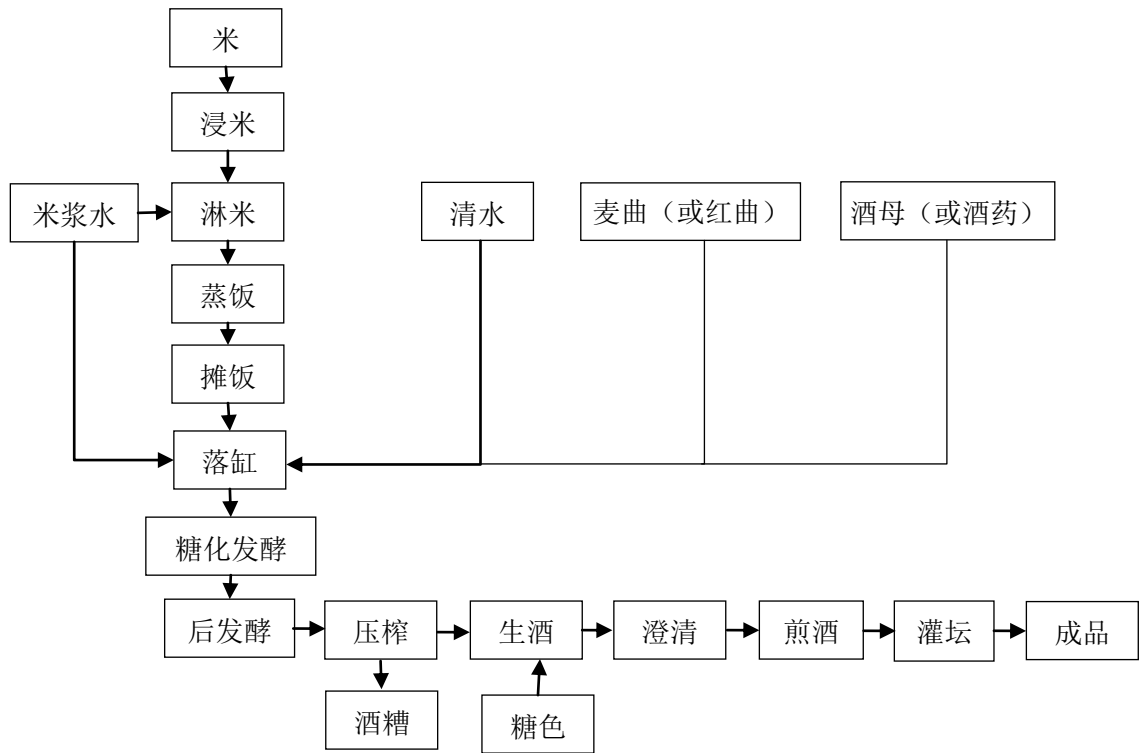 米
浸米
米浆水
淋米
清水
麦曲（或红曲）
酒母（或酒药）
蒸饭
摊饭
落缸
糖化发酵
后发酵
压榨
生酒
澄清
煎酒
灌坛
成品
酒糟
糖色